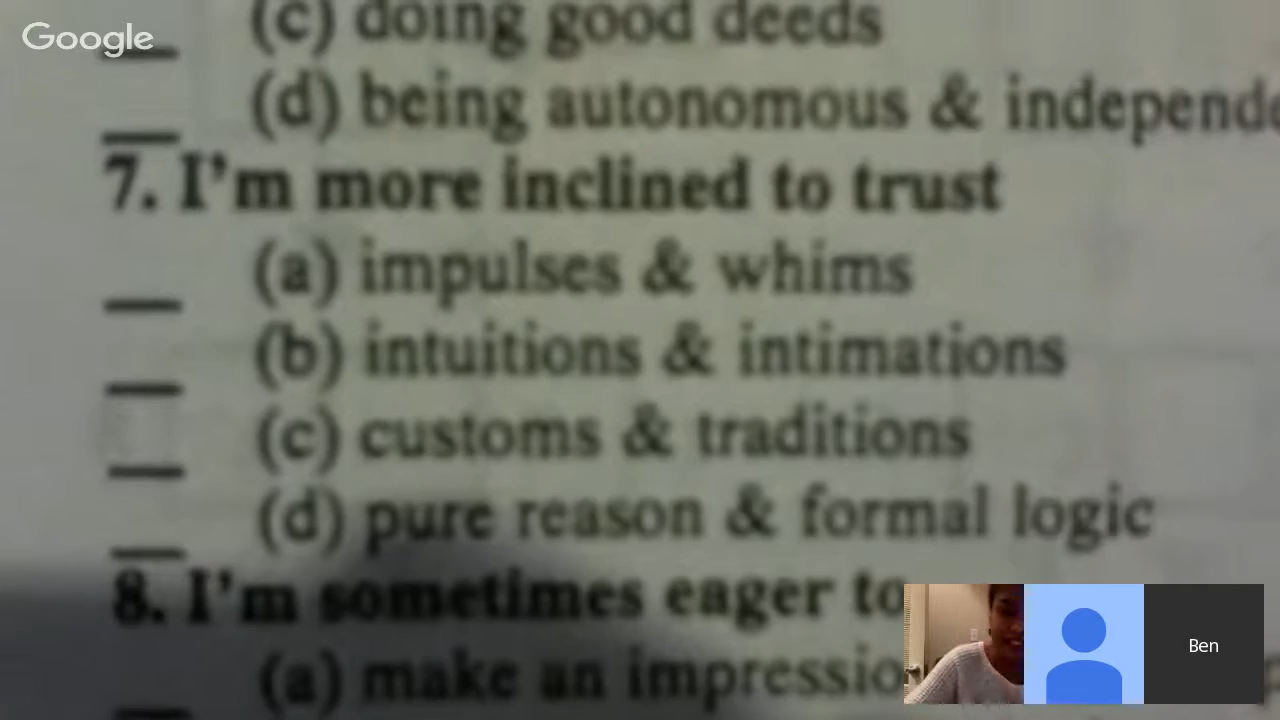 Google
(c) doing good deeds
(d) being autonomous & independe
7. I'm more inclined to trust
(a) impulses & whims
(b) intuitions & intimations
(c) customs & traditions
(d) pure reason & formal logic
8. I'm sometimes eager to
(a) make an impressio
Ben